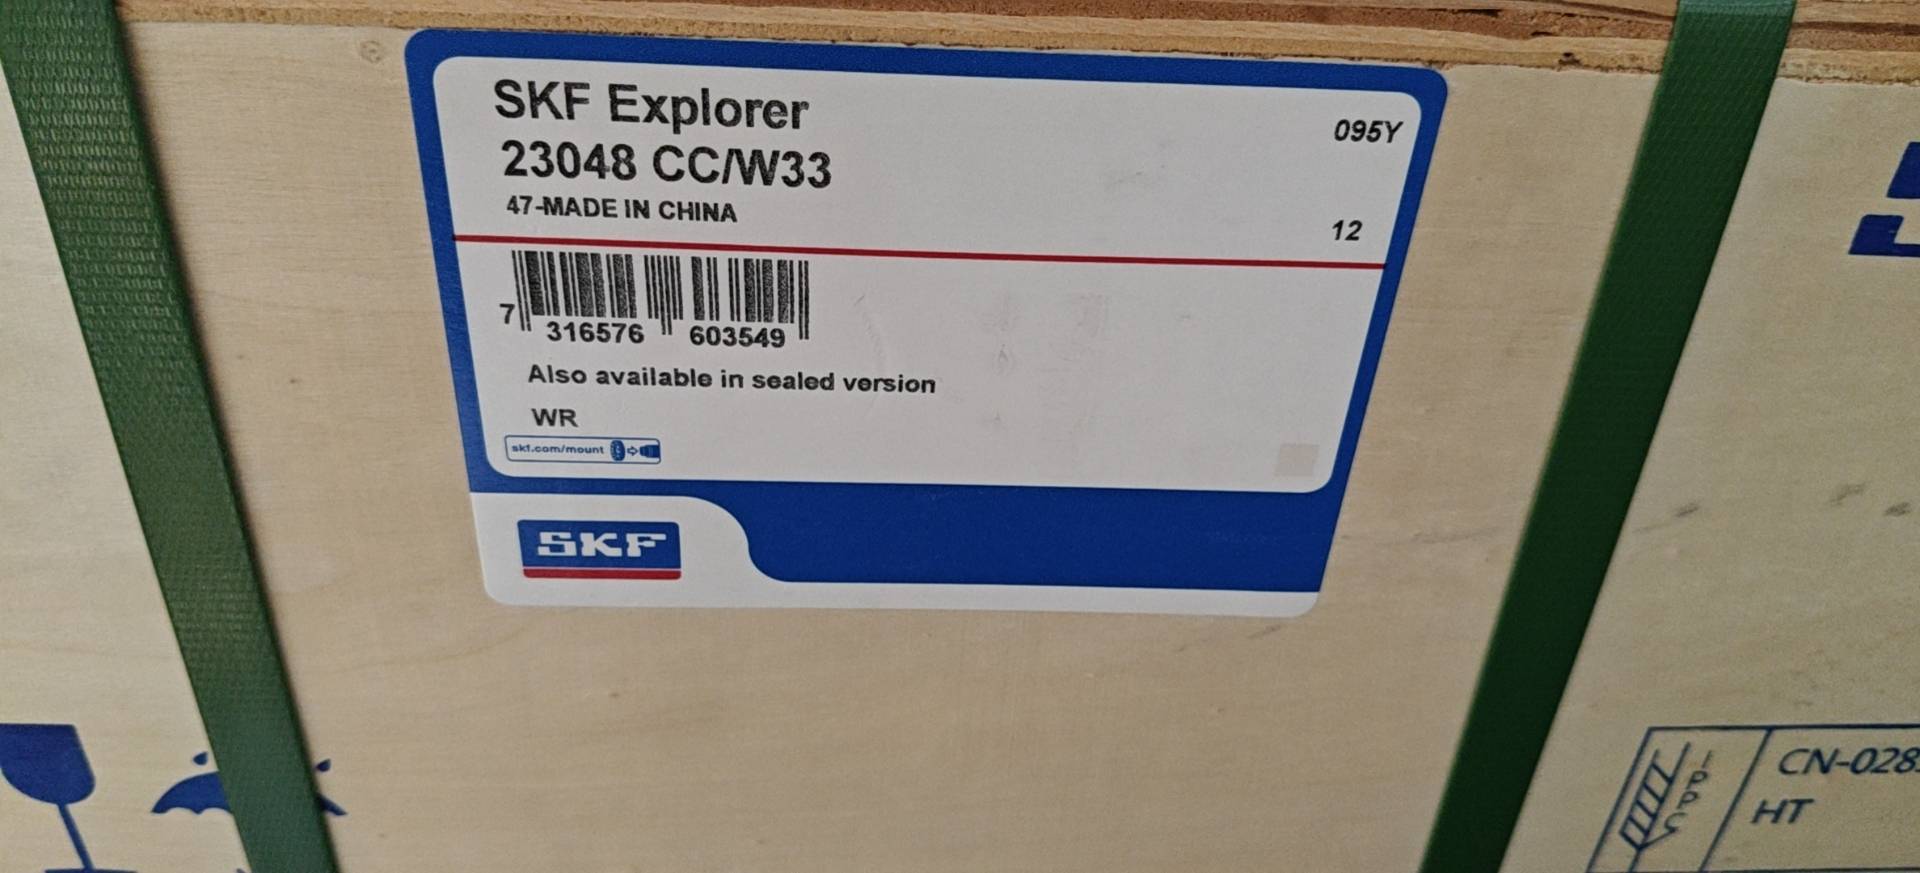 SKF Explorer
095Y
23048 CC/W33
47-MADE IN CHINA
12
7 316576 603549
Also available in sealed version
WR
skf.com/mount
SKF
IPPC
CN-028
HT